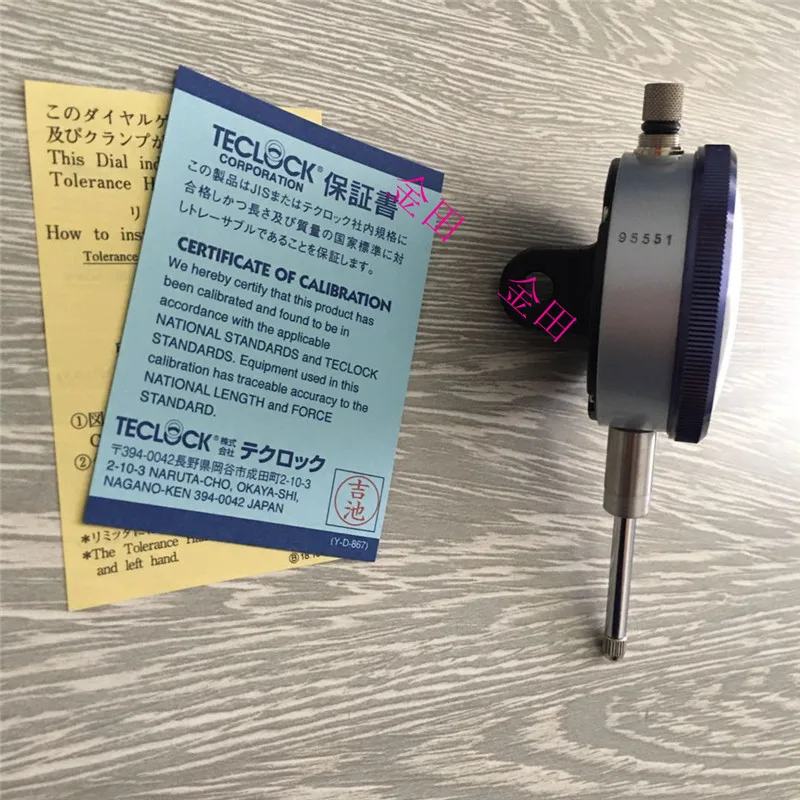 このダイヤルゲ
及びクランプが
This Dial ind
Tolerance H
リ
How to ins
Tolerance
①図
②
*リミッ
*The Tolerance Ha
and left hand.
TECLOCK®
CORPORATION
保証書
この製品はJISまたはテクロック社内規格に
合格しかつ長さ及び質量の国家標準に対
しトレーサブルであることを保証します。
CERTIFICATE OF CALIBRATION
We hereby certify that this product has
been calibrated and found to be in
accordance with the applicable
NATIONAL STANDARDS and TECLOCK
STANDARDS. Equipment used in this
calibration has traceable accuracy to the
NATIONAL LENGTH and FORCE
STANDARD.
TECLOCK® 株式会社 テクロック
〒394-0042長野県岡谷市成田町2-10-3
2-10-3 NARUTA-CHO, OKAYA-SHI,
NAGANO-KEN 394-0042 JAPAN
吉池
(Y-D-867)
金田
95551
金田